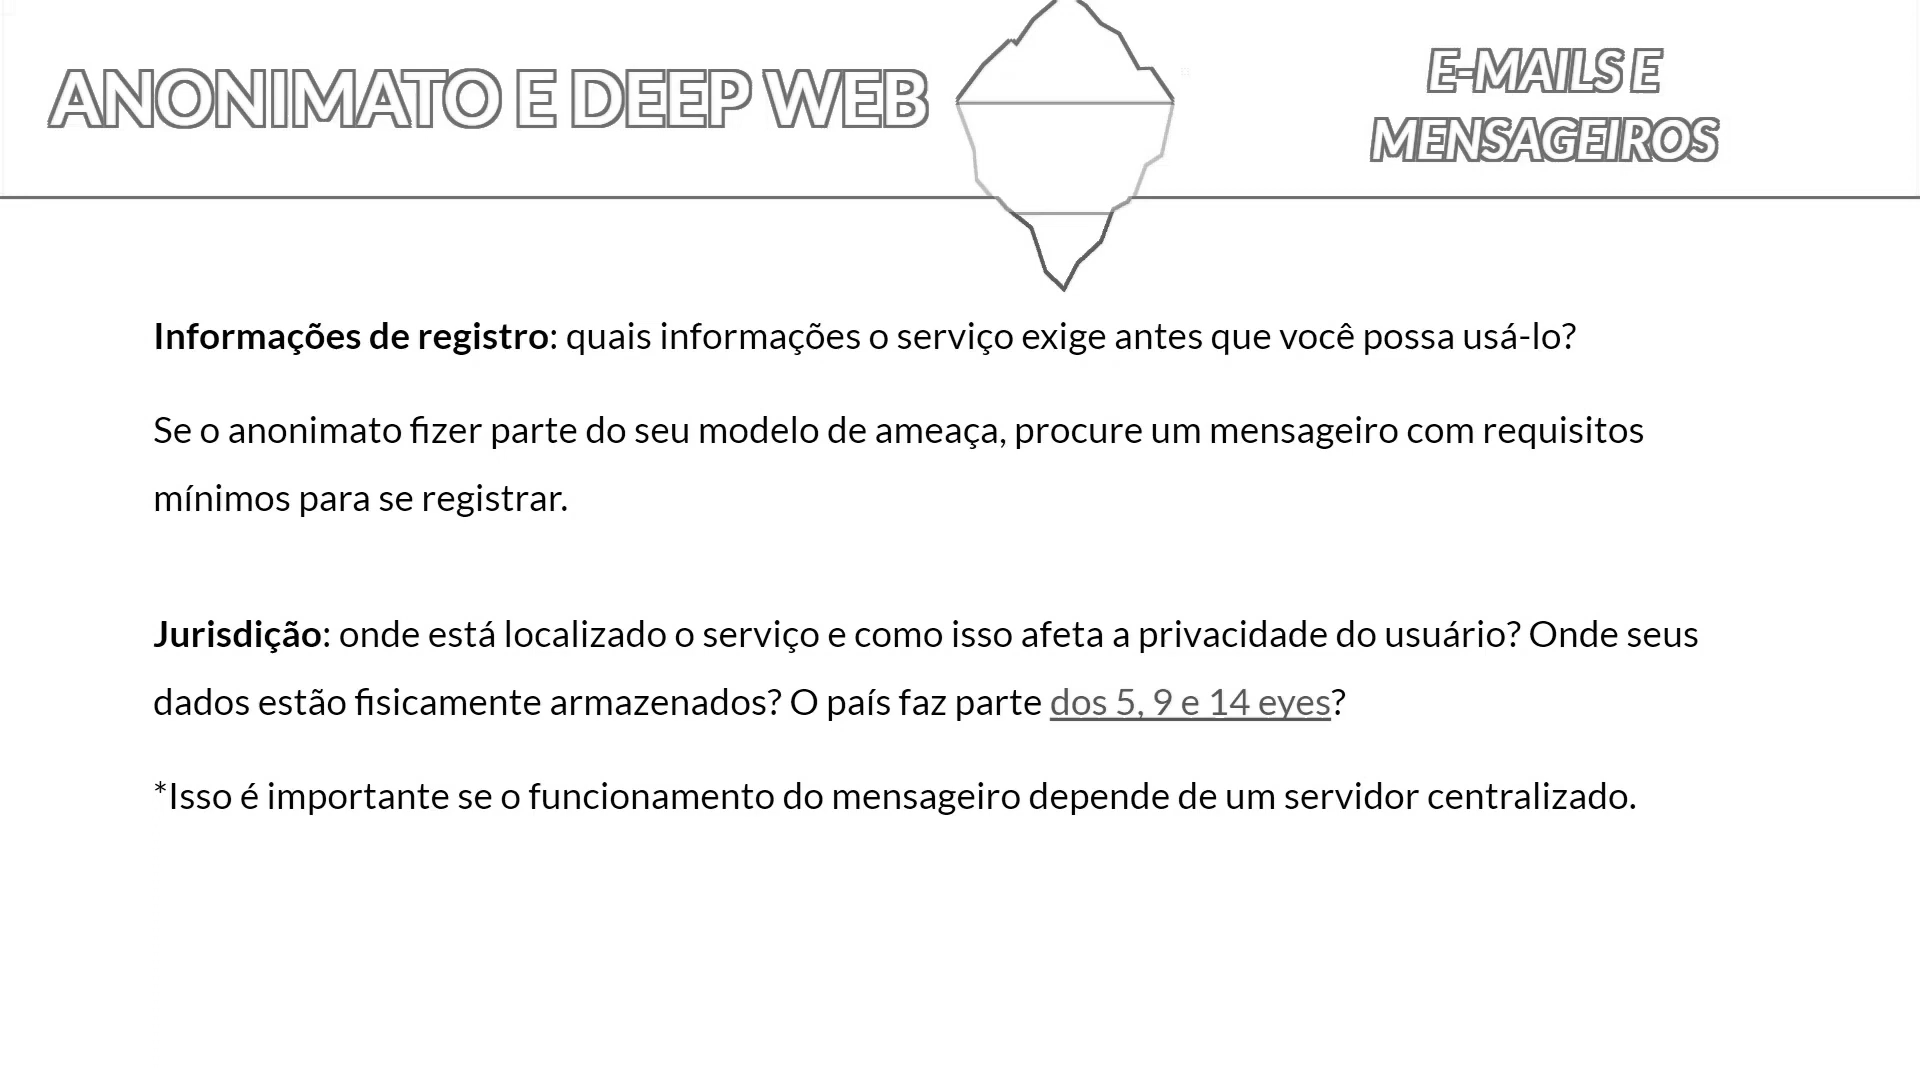 ANONIMATO E DEEP WEB
E-MAILS E
MENSAGEIROS
Informações de registro: quais informações o serviço exige antes que você possa usá-lo?
Se o anonimato fizer parte do seu modelo de ameaça, procure um mensageiro com requisitos
mínimos para se registrar.
Jurisdição: onde está localizado o serviço e como isso afeta a privacidade do usuário? Onde seus
dados estão fisicamente armazenados? O país faz parte dos 5, 9 e 14 eyes?
*Isso é importante se o funcionamento do mensageiro depende de um servidor centralizado.